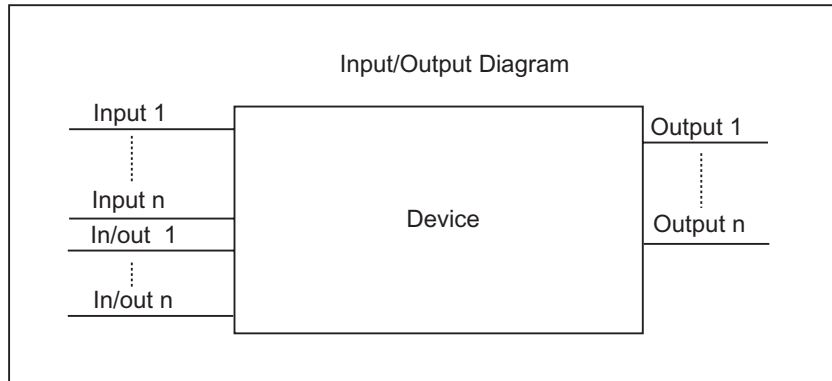 Input/Output Diagram
Input 1
Input n
In/out 1
In/out n
Device
Output 1
Output n